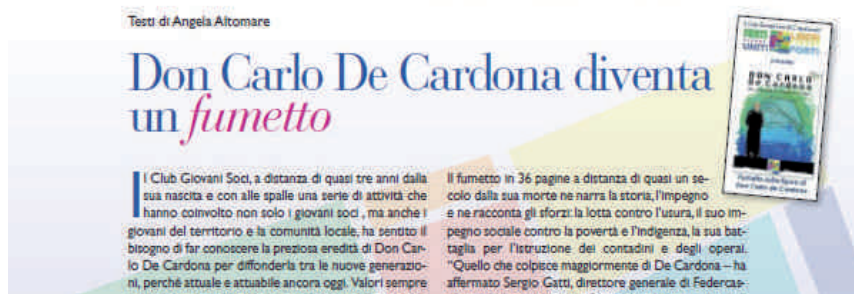 Testi di Angela Altomare
Don Carlo De Cardona diventa
un fumetto
Il Club Giovani Soci, a distanza di quasi tre anni dalla
sua nascita e con alle spalle una serie di attività che
hanno coinvolto non solo i giovani soci , ma anche i
giovani del territorio e la comunità locale, ha sentito il
bisogno di far conoscere la preziosa eredità di Don Car-
lo De Cardona per diffonderla tra le nuove generazio-
ni, perché attuale e attuabile ancora oggi. Valori sempre
Il fumetto in 36 pagine a distanza di quasi un se-
colo dalla sua morte ne narra la storia, l'impegno
e ne racconta gli sforzi: la lotta contro l'usura, il suo im-
pegno sociale contro la povertà e l'indigenza, la sua bat-
taglia per l'istruzione dei contadini e degli operai.
"Quello che colpisce maggiormente di De Cardona – ha
affermato Sergio Gatti, direttore generale di Federcas-
DON CARLO
De Cardona